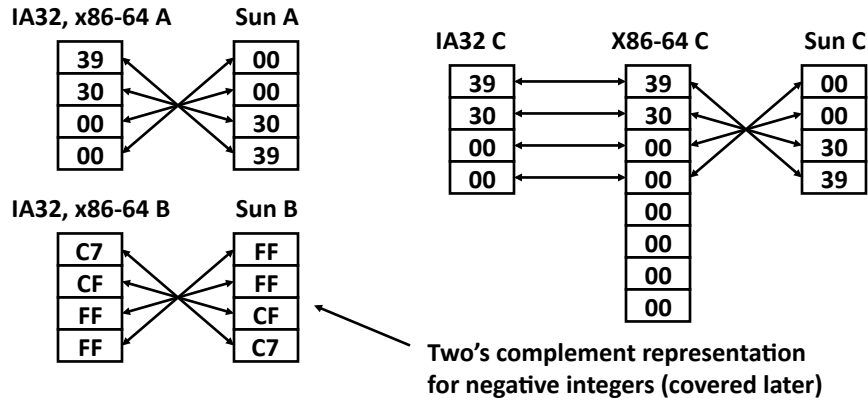 IA32, x86-64 A
Sun A
39
30
00
00
00
00
30
39
IA32, x86-64 B
Sun B
C7
CF
FF
FF
FF
FF
CF
C7
IA32 C
X86-64 C
Sun C
39
30
00
00
39
30
00
00
00
00
00
00
00
00
30
39
Two's complement representation
for negative integers (covered later)